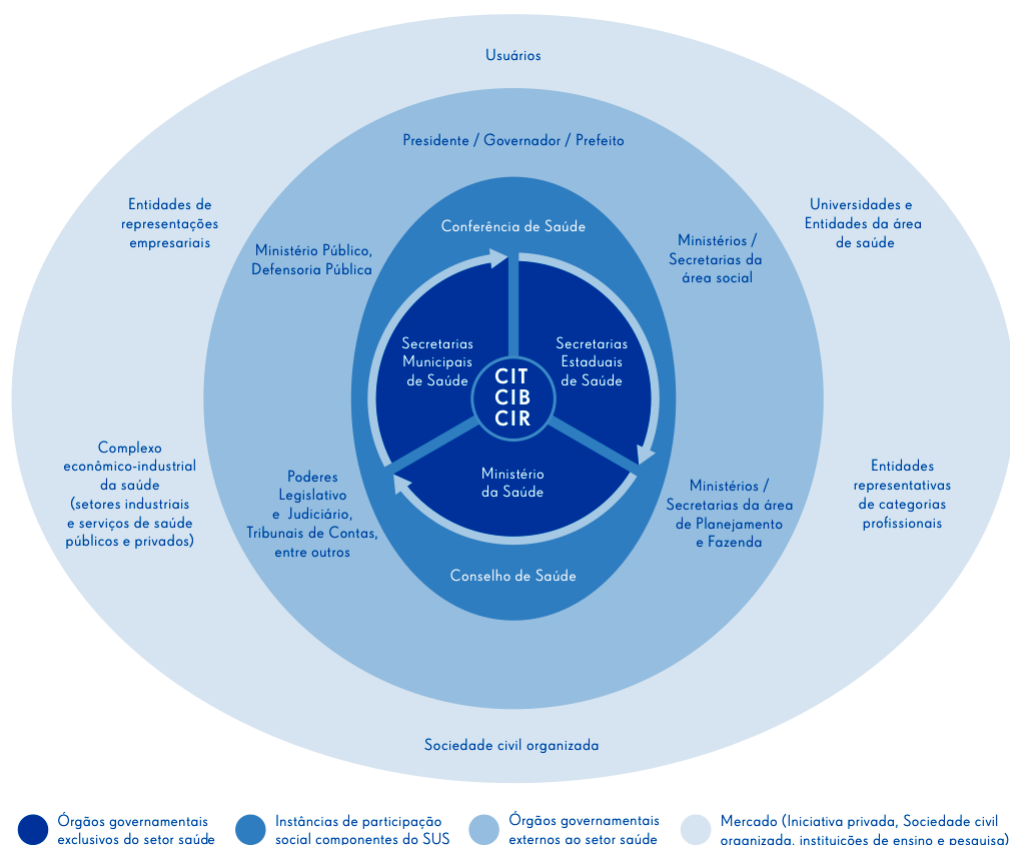 Usuários
Presidente / Governador / Prefeito
Entidades de
representações
empresariais
Universidades e
Entidades da área
de saúde
Conferência de Saúde
Ministério Público,
Defensoria Pública
Ministérios /
Secretarias da
área social
Secretarias
Municipais
de Saúde
Secretarias
Estaduais
de Saúde
CIT
CIB
CIR
Complexo
econômico-industrial
da saúde
(setores industriais
e serviços de saúde
públicos e privados)
Poderes
Legislativo
e Judiciário,
Tribunais de Contas,
entre outros
Ministério
da Saúde
Ministérios /
Secretarias da área
de Planejamento
e Fazenda
Entidades
representativas
de categorias
profissionais
Conselho de Saúde
Sociedade civil organizada
Órgãos governamentais
exclusivos do setor saúde
Instâncias de participação
social componentes do SUS
Órgãos governamentais
externos ao setor saúde
Mercado (Iniciativa privada, Sociedade civil
organizada, instituições de ensino e pesquisa)